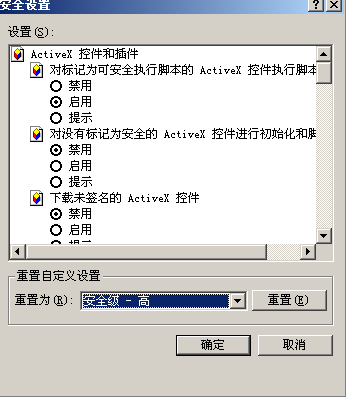 安全设置
设置(S):
ActiveX 控件和插件
对标记为可安全执行脚本的 ActiveX 控件执行脚本
禁用
启用
提示
对没有标记为安全的 ActiveX 控件进行初始化和脚
禁用
启用
提示
下载未签名的 ActiveX 控件
禁用
启用
提示
重置自定义设置
重置为(R):
安全级 - 高
重置(E)
确定
取消